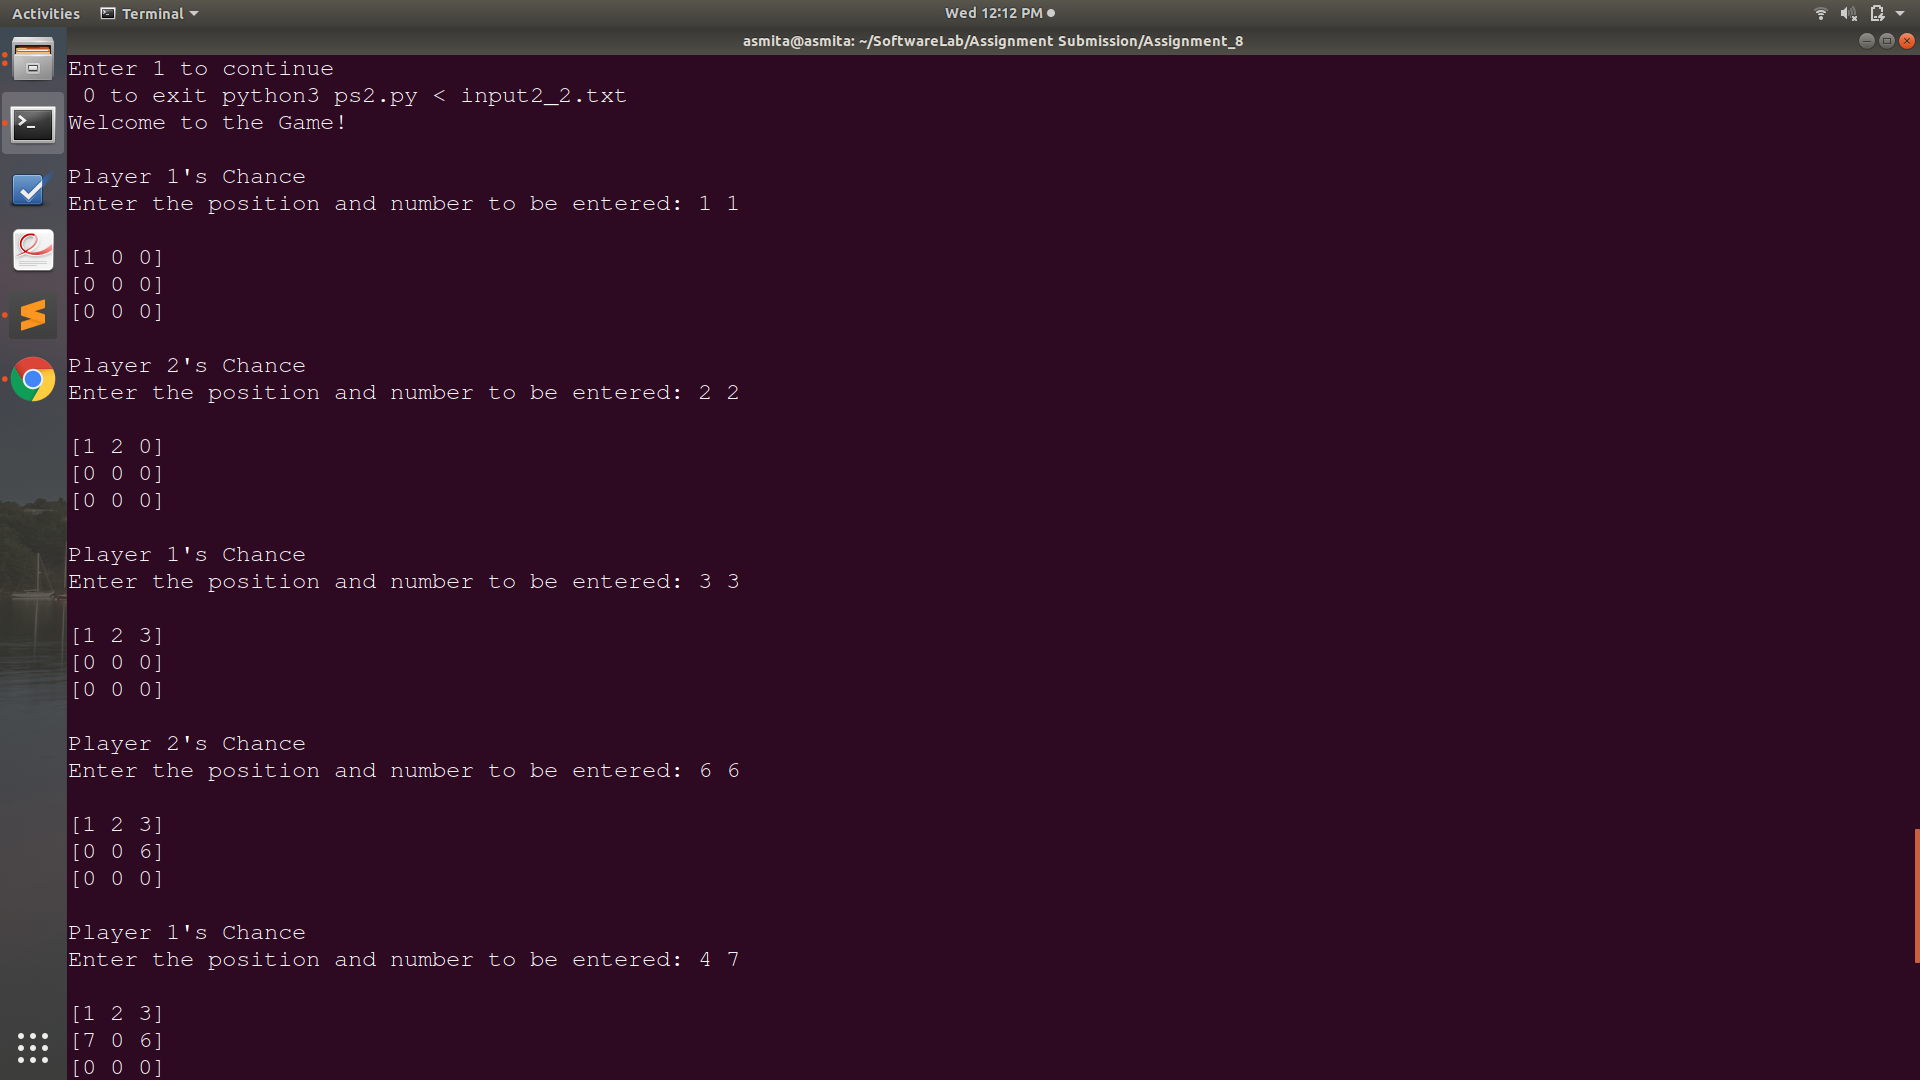 Activities Terminal Wed 12:12 PM
asmita@asmita: ~/SoftwareLab/Assignment Submission/Assignment_8
Enter 1 to continue
 0 to exit python3 ps2.py < input2_2.txt
Welcome to the Game!
Player 1's Chance
Enter the position and number to be entered: 1 1
[1 0 0]
[0 0 0]
[0 0 0]
Player 2's Chance
Enter the position and number to be entered: 2 2
[1 2 0]
[0 0 0]
[0 0 0]
Player 1's Chance
Enter the position and number to be entered: 3 3
[1 2 3]
[0 0 0]
[0 0 0]
Player 2's Chance
Enter the position and number to be entered: 6 6
[1 2 3]
[0 0 6]
[0 0 0]
Player 1's Chance
Enter the position and number to be entered: 4 7
[1 2 3]
[7 0 6]
[0 0 0]